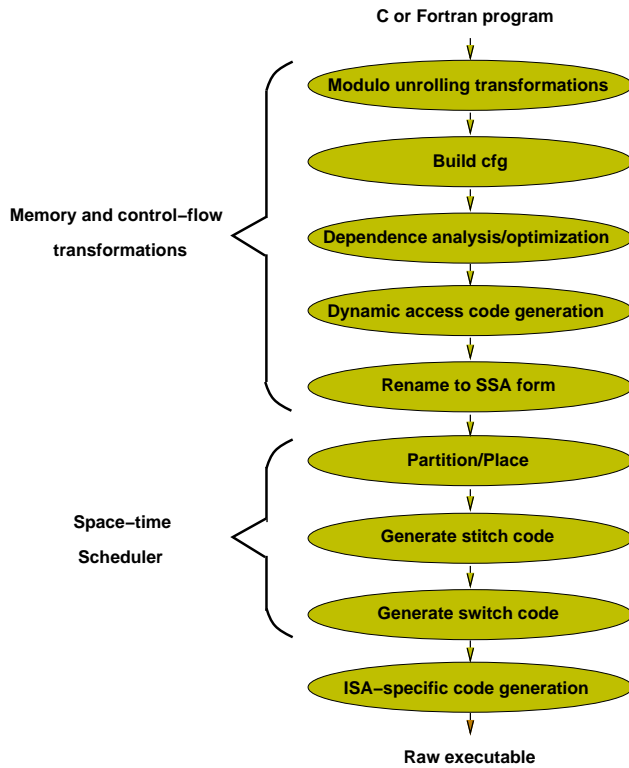 C or Fortran program
Modulo unrolling transformations
Build cfg
Memory and control−flow
transformations
Dependence analysis/optimization
Dynamic access code generation
Rename to SSA form
Partition/Place
Space−time
Scheduler
Generate stitch code
Generate switch code
ISA−specific code generation
Raw executable